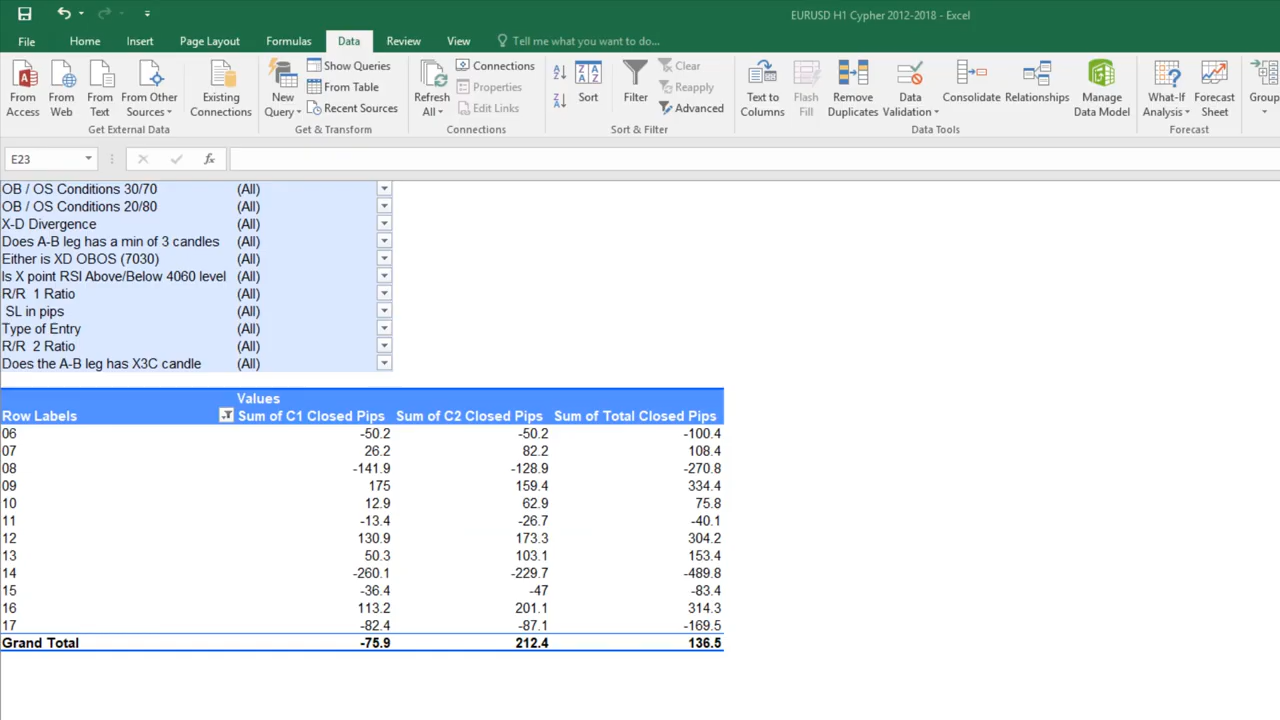 EURUSD H1 Cypher 2012-2018 - Excel
File Home Insert Page Layout Formulas Data Review View Tell me what you want to do...
From Access
From Web
From Text
From Other Sources
Existing Connections
Get External Data
New Query
Show Queries
From Table
Recent Sources
Get & Transform
Refresh All
Connections
Properties
Edit Links
Connections
Sort
Filter
Clear
Reapply
Advanced
Sort & Filter
Text to Columns
Flash Fill
Remove Duplicates
Data Validation
Consolidate
Relationships
Manage Data Model
Data Tools
What-If Analysis
Forecast Sheet
Forecast
Group
E23 fx
OB / OS Conditions 30/70 (All)
OB / OS Conditions 20/80 (All)
X-D Divergence (All)
Does A-B leg has a min of 3 candles (All)
Either is XD OBOS (7030) (All)
Is X point RSI Above/Below 4060 level (All)
R/R 1 Ratio (All)
SL in pips (All)
Type of Entry (All)
R/R 2 Ratio (All)
Does the A-B leg has X3C candle (All)
Values
Row Labels Sum of C1 Closed Pips Sum of C2 Closed Pips Sum of Total Closed Pips
06 -50.2 -50.2 -100.4
07 26.2 82.2 108.4
08 -141.9 -128.9 -270.8
09 175 159.4 334.4
10 12.9 62.9 75.8
11 -13.4 -26.7 -40.1
12 130.9 173.3 304.2
13 50.3 103.1 153.4
14 -260.1 -229.7 -489.8
15 -36.4 -47 -83.4
16 113.2 201.1 314.3
17 -82.4 -87.1 -169.5
Grand Total -75.9 212.4 136.5